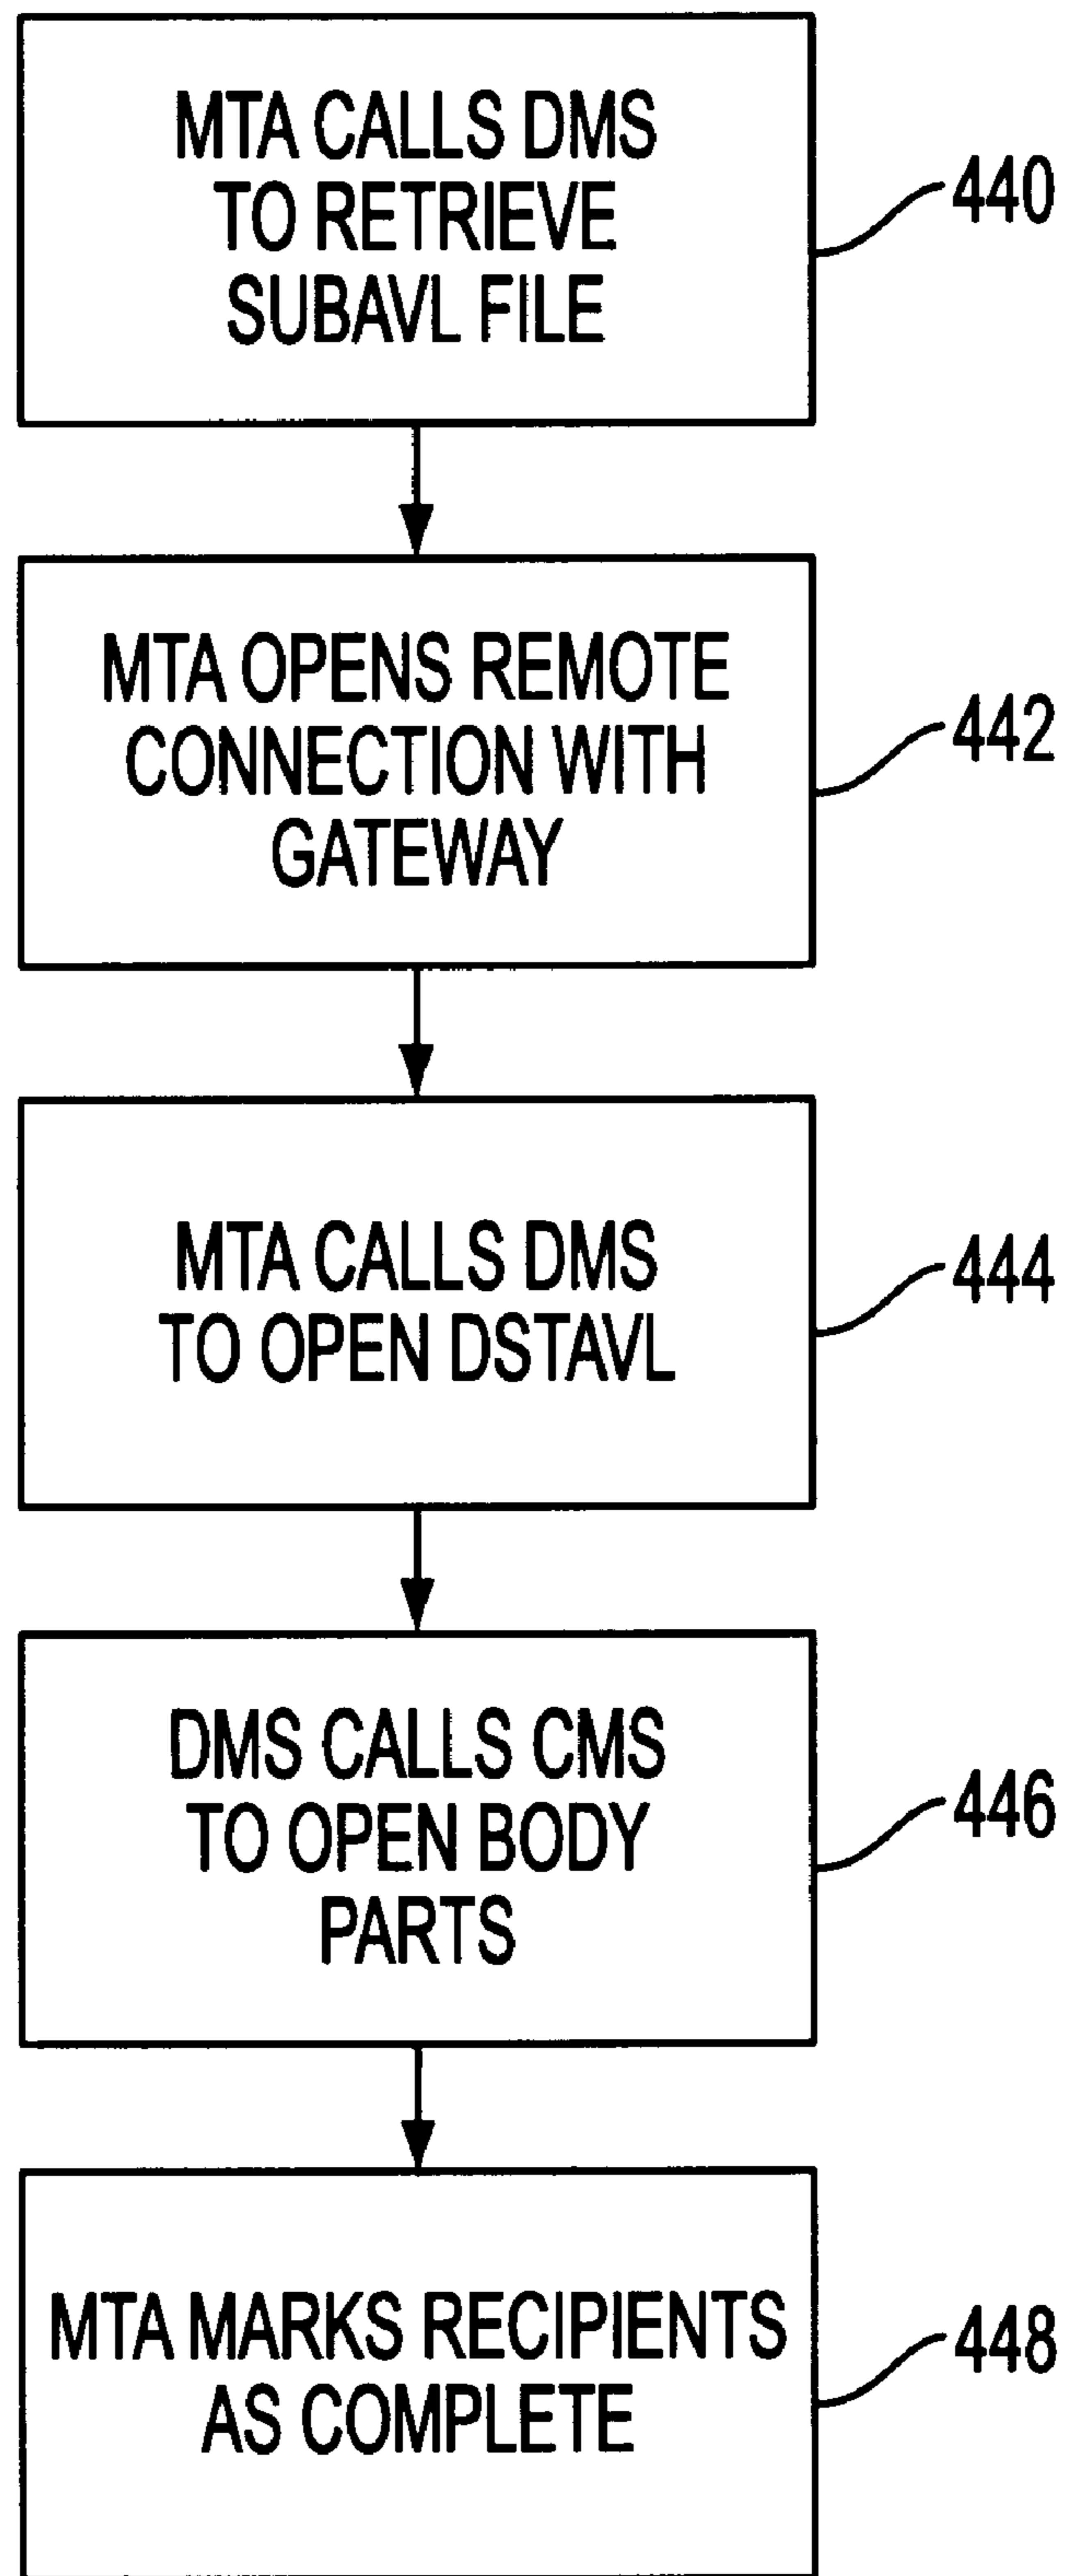 MTA CALLS DMS
TO RETRIEVE
SUBAVL FILE
440
MTA OPENS REMOTE
CONNECTION WITH
GATEWAY
442
MTA CALLS DMS
TO OPEN DSTAVL
444
DMS CALLS CMS
TO OPEN BODY
PARTS
446
MTA MARKS RECIPIENTS
AS COMPLETE
448